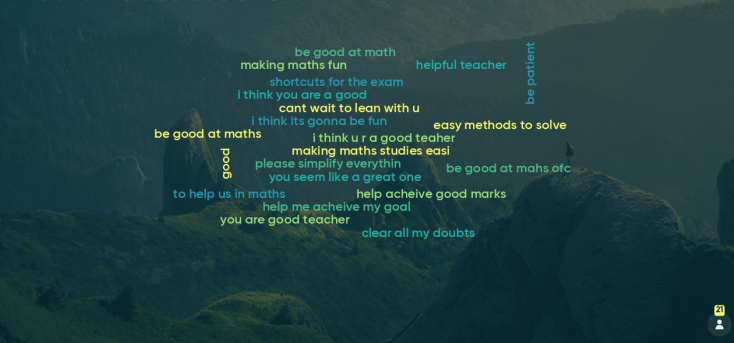 be good at math
making maths fun
helpful teacher
be patient
shortcuts for the exam
i think you are a good
cant wait to lean with u
i think its gonna be fun
easy methods to solve
be good at maths
i think u r a good teaher
making maths studies easi
good
please simplify everythin
be good at mahs ofc
you seem like a great one
to help us in maths
help acheive good marks
help me acheive my goal
you are good teacher
clear all my doubts
21